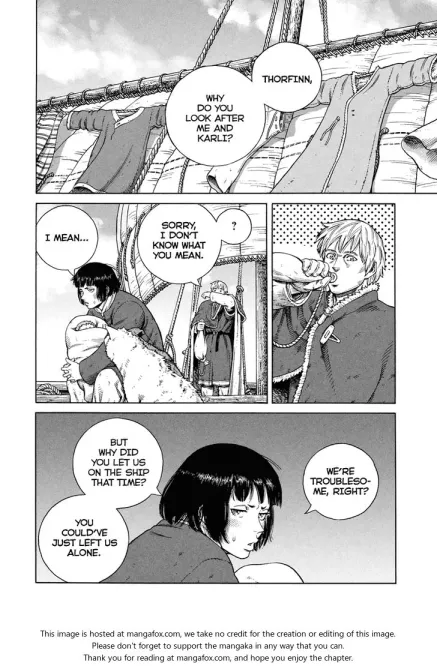 THORFINN,
WHY
DO YOU
LOOK AFTER
ME AND
KARLI?
?
SORRY,
I DON'T
KNOW WHAT
YOU MEAN.
I MEAN...
BUT
WHY DID
YOU LET US
ON THE SHIP
THAT TIME?
YOU
COULD'VE
JUST LEFT US
ALONE.
WE'RE
TROUBLESO-
ME, RIGHT?
This image is hosted at mangafox.com, we take no credit for the creation or editing of this image.
Please don't forget to support the mangaka in any way that you can.
Thank you for reading at mangafox.com, and hope you enjoy the chapter.